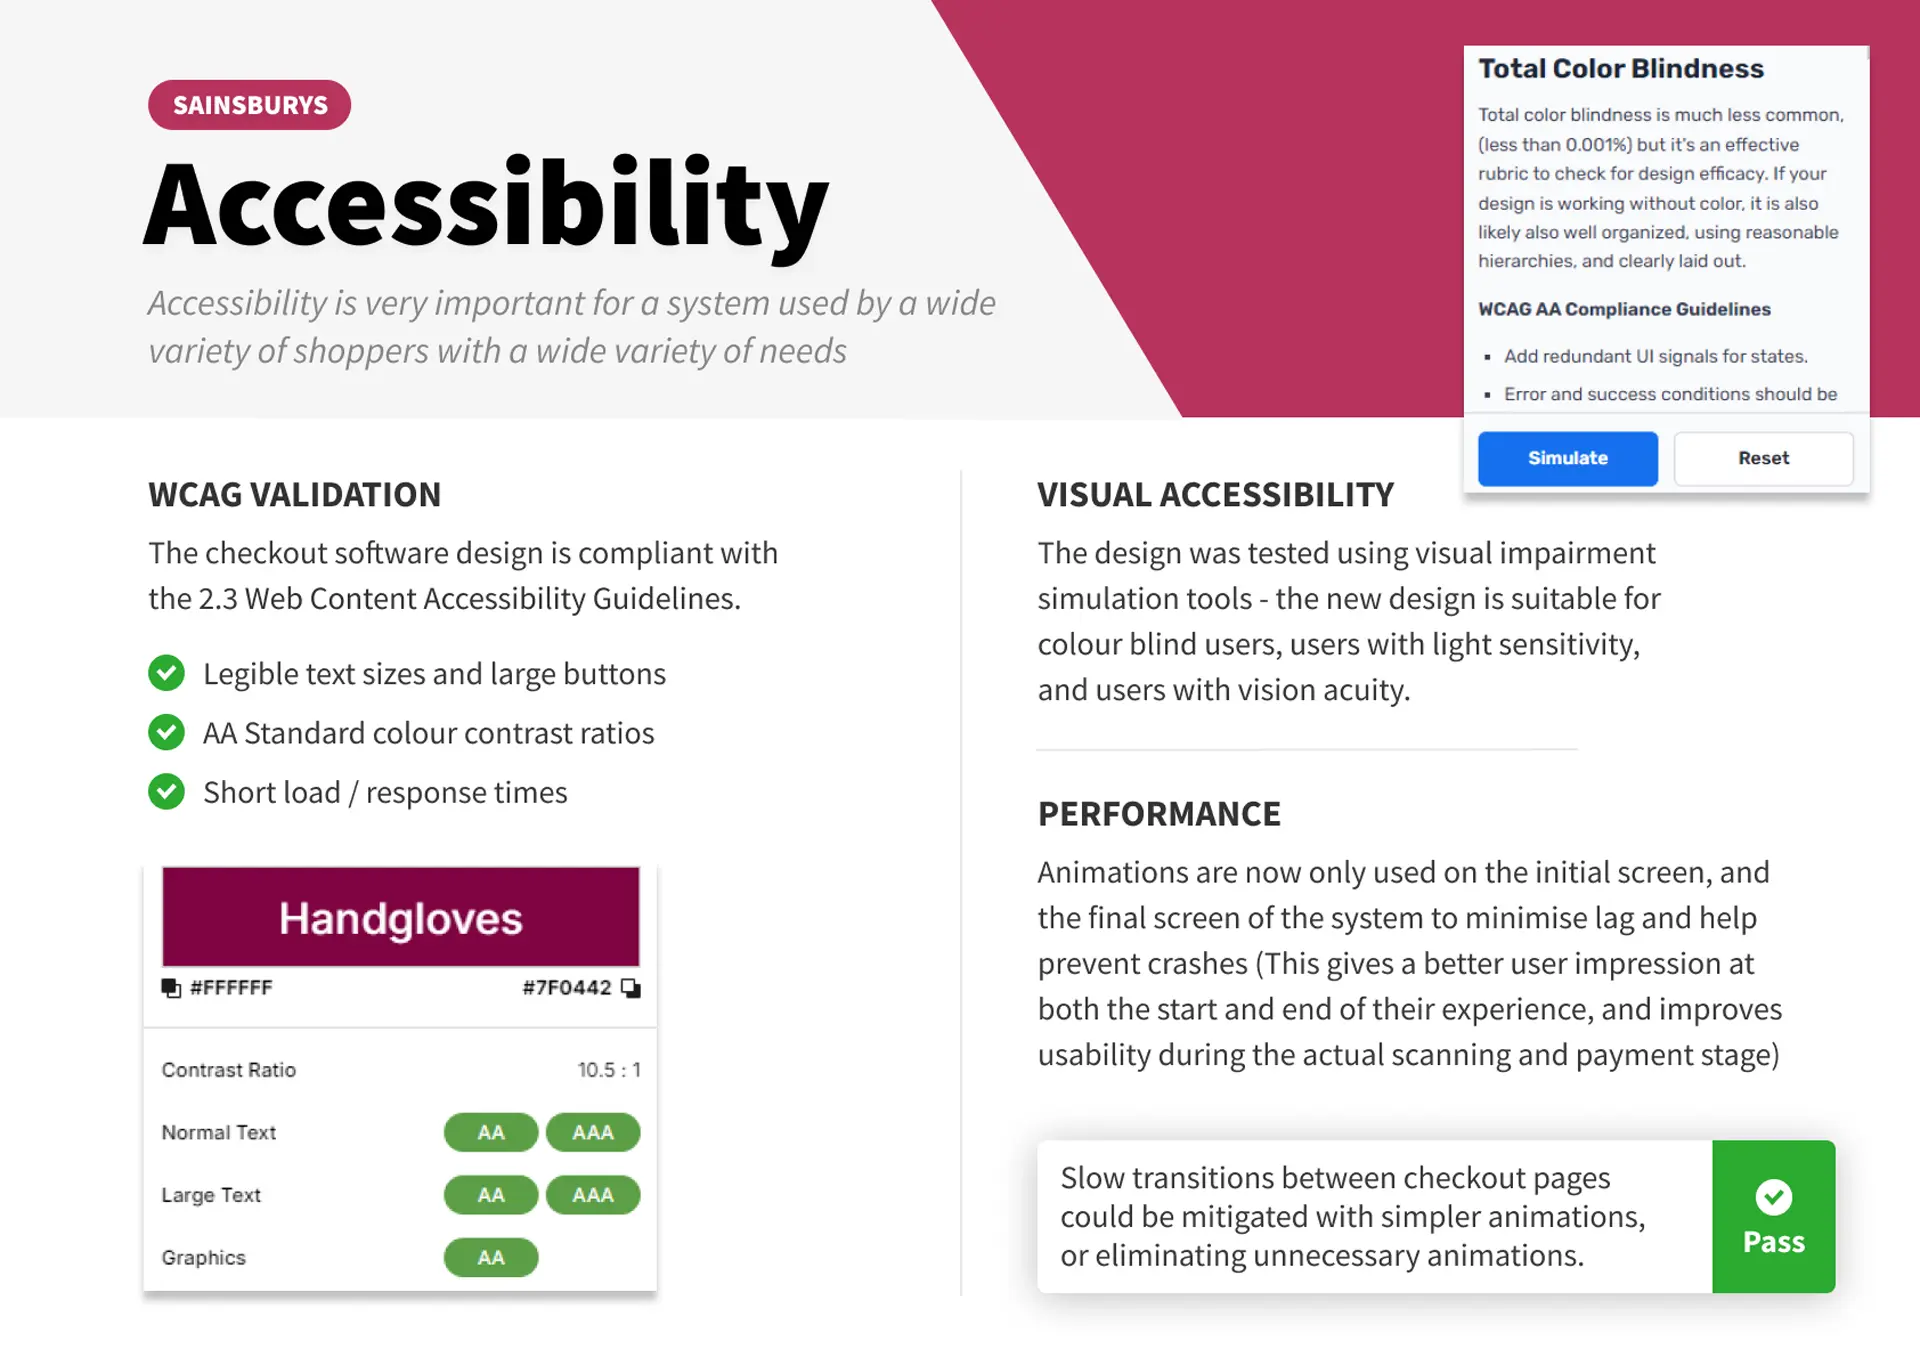 SAINSBURYS
Accessibility
Accessibility is very important for a system used by a wide
variety of shoppers with a wide variety of needs
Total Color Blindness
Total color blindness is much less common,
(less than 0.001%) but it's an effective
rubric to check for design efficacy. If your
design is working without color, it is also
likely also well organized, using reasonable
hierarchies, and clearly laid out.
WCAG AA Compliance Guidelines
Add redundant UI signals for states.
Error and success conditions should be
Simulate
Reset
WCAG VALIDATION
The checkout software design is compliant with
the 2.3 Web Content Accessibility Guidelines.
Legible text sizes and large buttons
AA Standard colour contrast ratios
Short load / response times
Handgloves
#FFFFFF
#7F0442
Contrast Ratio 10.5 : 1
Normal Text AA AAA
Large Text AA AAA
Graphics AA
VISUAL ACCESSIBILITY
The design was tested using visual impairment
simulation tools - the new design is suitable for
colour blind users, users with light sensitivity,
and users with vision acuity.
PERFORMANCE
Animations are now only used on the initial screen, and
the final screen of the system to minimise lag and help
prevent crashes (This gives a better user impression at
both the start and end of their experience, and improves
usability during the actual scanning and payment stage)
Slow transitions between checkout pages
could be mitigated with simpler animations,
or eliminating unnecessary animations.
Pass